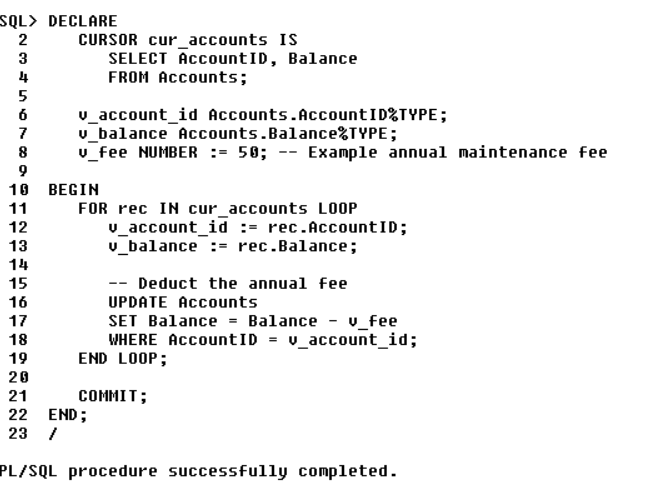 SQL> DECLARE
  2     CURSOR cur_accounts IS
  3        SELECT AccountID, Balance
  4        FROM Accounts;
  5
  6     v_account_id Accounts.AccountID%TYPE;
  7     v_balance Accounts.Balance%TYPE;
  8     v_fee NUMBER := 50; -- Example annual maintenance fee
  9
 10  BEGIN
 11     FOR rec IN cur_accounts LOOP
 12        v_account_id := rec.AccountID;
 13        v_balance := rec.Balance;
 14
 15        -- Deduct the annual fee
 16        UPDATE Accounts
 17        SET Balance = Balance - v_fee
 18        WHERE AccountID = v_account_id;
 19     END LOOP;
 20
 21     COMMIT;
 22  END;
 23  /
PL/SQL procedure successfully completed.